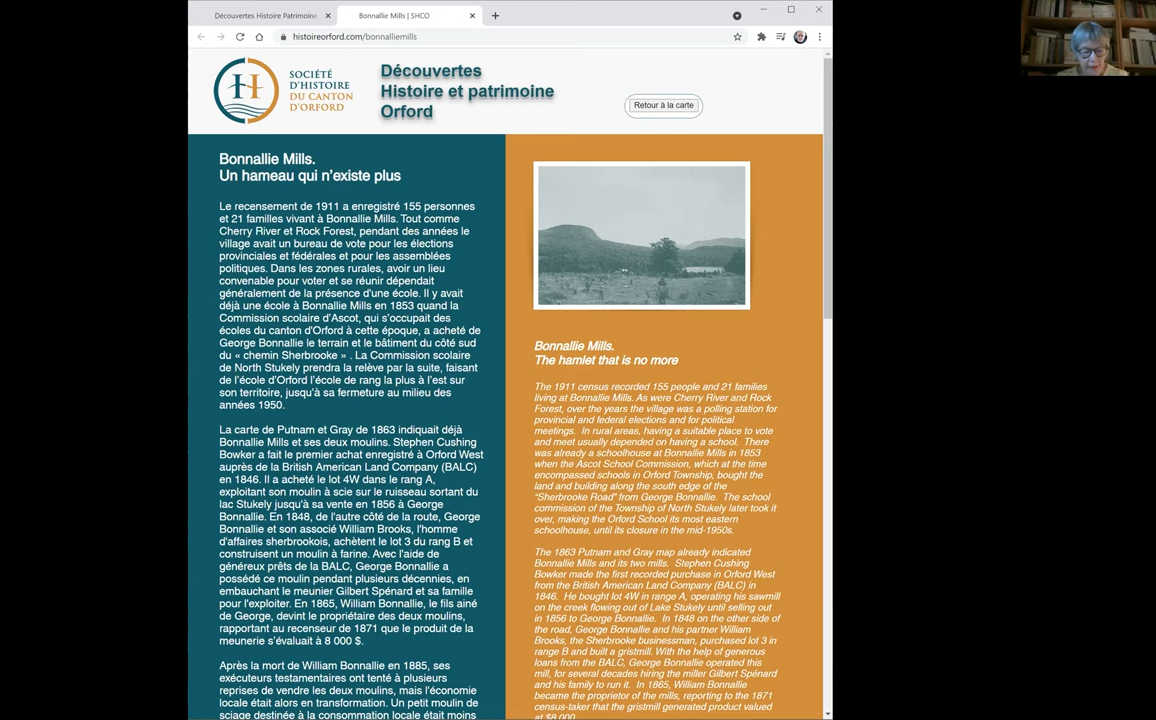 Découvertes Histoire Patrimoine
Bonnallie Mills | SHCO
histoireorford.com/bonnalliemills
SOCIÉTÉ
D'HISTOIRE
DU CANTON
D'ORFORD
Découvertes
Histoire et patrimoine
Orford
Retour à la carte
Bonnallie Mills.
Un hameau qui n'existe plus
Le recensement de 1911 a enregistré 155 personnes
et 21 familles vivant à Bonnallie Mills. Tout comme
Cherry River et Rock Forest, pendant des années le
village avait un bureau de vote pour les élections
provinciales et fédérales et pour les assemblées
politiques. Dans les zones rurales, avoir un lieu
convenable pour voter et se réunir dépendait
généralement de la présence d'une école. Il y avait
déjà une école à Bonnallie Mills en 1853 quand la
Commission scolaire d'Ascot, qui s'occupait des
écoles du canton d'Orford à cette époque, a acheté de
George Bonnallie le terrain et le bâtiment du côté sud
du « chemin Sherbrooke » . La Commission scolaire
de North Stukely prendra la relève par la suite, faisant
de l'école d'Orford l'école de rang la plus à l'est sur
son territoire, jusqu'à sa fermeture au milieu des
années 1950.
La carte de Putnam et Gray de 1863 indiquait déjà
Bonnallie Mills et ses deux moulins. Stephen Cushing
Bowker a fait le premier achat enregistré à Orford West
auprès de la British American Land Company (BALC)
en 1846. Il a acheté le lot 4W dans le rang A,
exploitant son moulin à scie sur le ruisseau sortant du
lac Stukely jusqu'à sa vente en 1856 à George
Bonnallie. En 1848, de l'autre côté de la route, George
Bonnallie et son associé William Brooks, l'homme
d'affaires sherbrookois, achètent le lot 3 du rang B et
construisent un moulin à farine. Avec l'aide de
généreux prêts de la BALC, George Bonnallie a
possédé ce moulin pendant plusieurs décennies, en
embauchant le meunier Gilbert Spénard et sa famille
pour l'exploiter. En 1865, William Bonnallie, le fils ainé
de George, devint le propriétaire des deux moulins,
rapportant au recenseur de 1871 que le produit de la
meunerie s'évaluait à 8 000 $.
Après la mort de William Bonnallie en 1885, ses
exécuteurs testamentaires ont tenté à plusieurs
reprises de vendre les deux moulins, mais l'économie
locale était alors en transformation. Un petit moulin de
sciage destinée à la consommation locale était moins
Bonnallie Mills.
The hamlet that is no more
The 1911 census recorded 155 people and 21 families
living at Bonnallie Mills. As were Cherry River and Rock
Forest, over the years the village was a polling station for
provincial and federal elections and for political
meetings. In rural areas, having a suitable place to vote
and meet usually depended on having a school. There
was already a schoolhouse at Bonnallie Mills in 1853
when the Ascot School Commission, which at the time
encompassed schools in Orford Township, bought the
land and building along the south edge of the
"Sherbrooke Road" from George Bonnallie. The school
commission of the Township of North Stukely later took it
over, making the Orford School its most eastern
schoolhouse, until its closure in the mid-1950s.
The 1863 Putnam and Gray map already indicated
Bonnallie Mills and its two mills. Stephen Cushing
Bowker made the first recorded purchase in Orford West
from the British American Land Company (BALC) in
1846. He bought lot 4W in range A, operating his sawmill
on the creek flowing out of Lake Stukely until selling out
in 1856 to George Bonnallie. In 1848 on the other side of
the road, George Bonnallie and his partner William
Brooks, the Sherbrooke businessman, purchased lot 3 in
range B and built a gristmill. With the help of generous
loans from the BALC, George Bonnallie operated this
mill, for several decades hiring the miller Gilbert Spénard
and his family to run it. In 1865, William Bonnallie
became the proprietor of the mills, reporting to the 1871
census-taker that the gristmill generated product valued
at $8,000